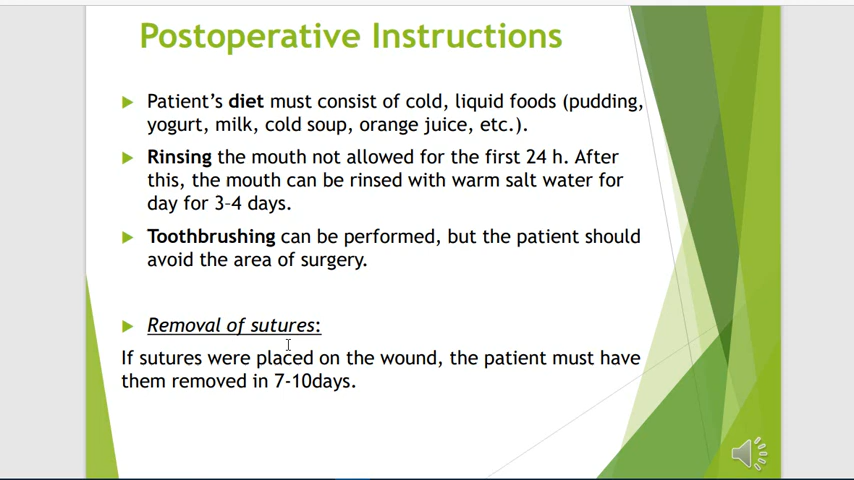 Postoperative Instructions
Patient's diet must consist of cold, liquid foods (pudding,
yogurt, milk, cold soup, orange juice, etc.).
Rinsing the mouth not allowed for the first 24 h. After
this, the mouth can be rinsed with warm salt water for
day for 3–4 days.
Toothbrushing can be performed, but the patient should
avoid the area of surgery.
Removal of sutures:
If sutures were placed on the wound, the patient must have
them removed in 7-10days.